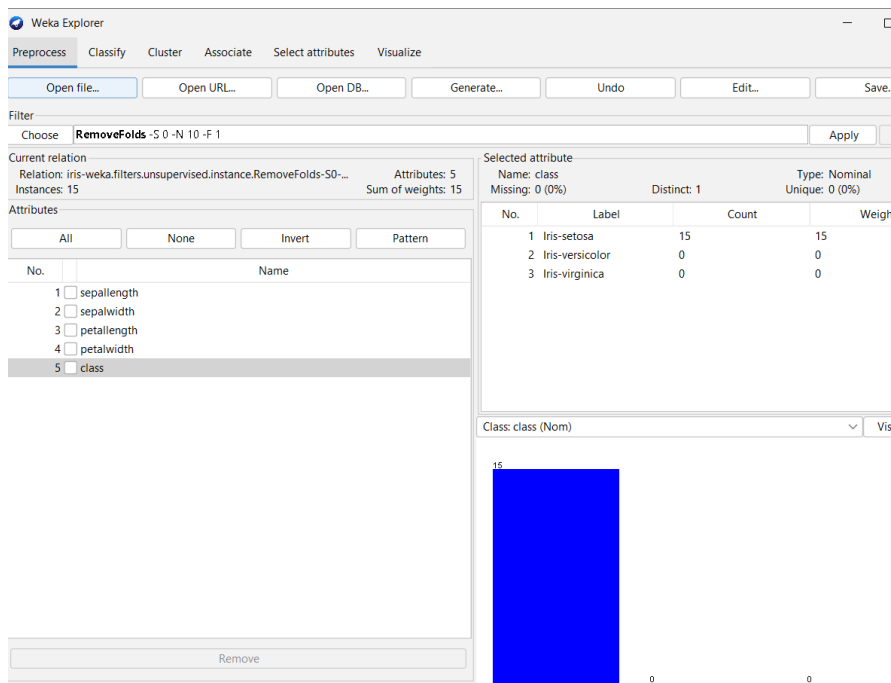 Weka Explorer
Preprocess Classify Cluster Associate Select attributes Visualize
Open file... Open URL... Open DB... Generate... Undo Edit... Save.
Filter
Choose RemoveFolds -S 0 -N 10 -F 1 Apply
Current relation
Relation: iris-weka.filters.unsupervised.instance.RemoveFolds-S0-... Attributes: 5
Instances: 15 Sum of weights: 15
Attributes
All None Invert Pattern
No. Name
1 sepallength
2 sepalwidth
3 petallength
4 petalwidth
5 class
Remove
Selected attribute
Name: class Type: Nominal
Missing: 0 (0%) Distinct: 1 Unique: 0 (0%)
No. Label Count Weigh
1 Iris-setosa 15 15
2 Iris-versicolor 0 0
3 Iris-virginica 0 0
Class: class (Nom) Vis
15
0 0